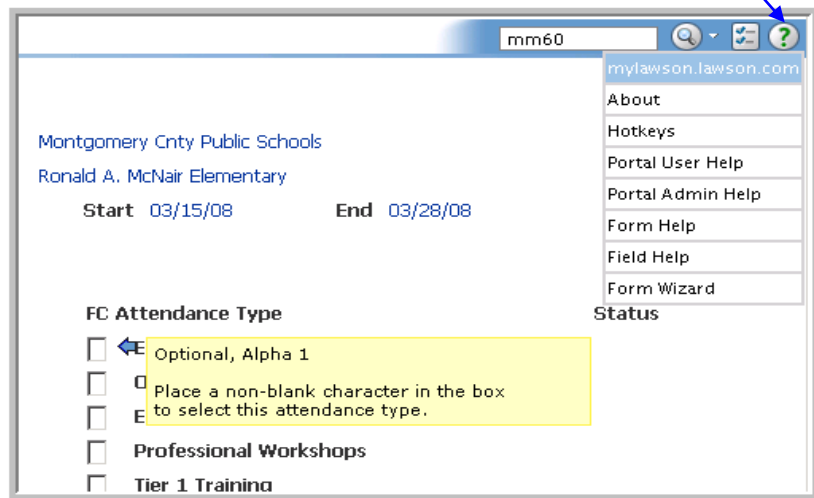 mm60
?
mylawson.lawson.com
About
Hotkeys
Portal User Help
Portal Admin Help
Form Help
Field Help
Form Wizard
Montgomery Cnty Public Schools
Ronald A. McNair Elementary
Start 03/15/08 End 03/28/08
FC Attendance Type Status
E
Optional, Alpha 1
O
Place a non-blank character in the box
to select this attendance type.
E
Professional Workshops
Tier 1 Training